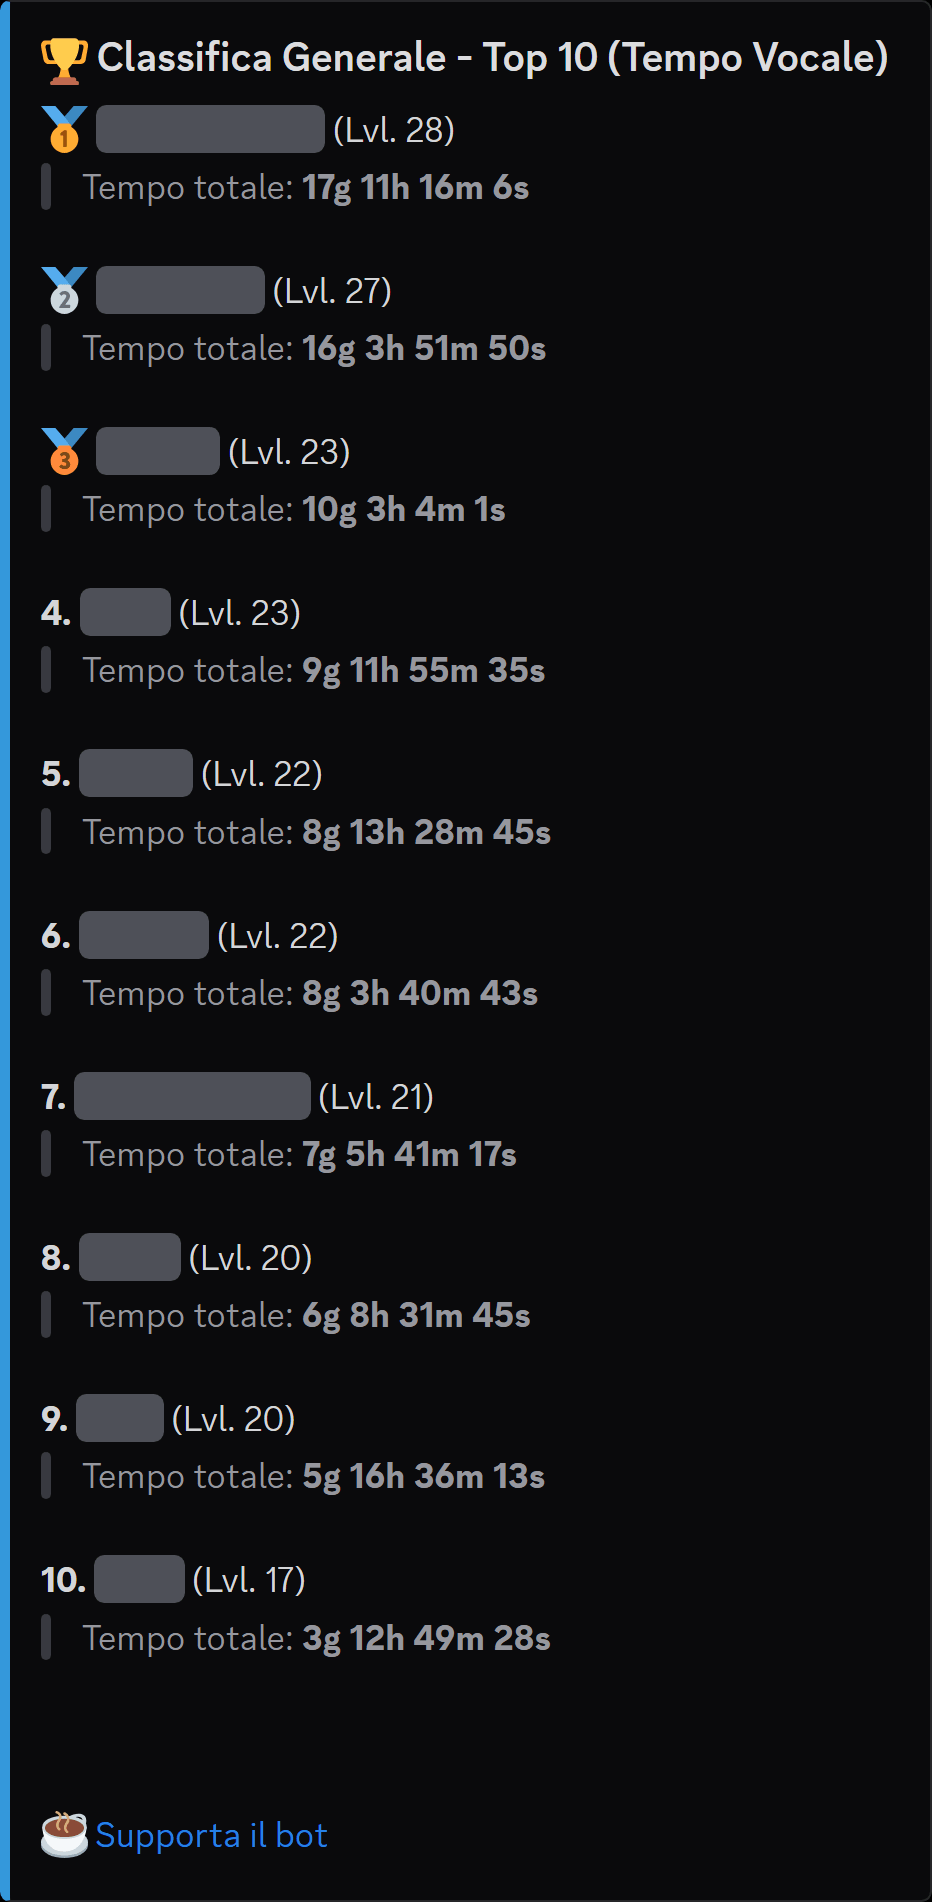 🏆 Classifica Generale - Top 10 (Tempo Vocale)
🥇 (Lvl. 28)
Tempo totale: 17g 11h 16m 6s
🥈 (Lvl. 27)
Tempo totale: 16g 3h 51m 50s
🥉 (Lvl. 23)
Tempo totale: 10g 3h 4m 1s
4. (Lvl. 23)
Tempo totale: 9g 11h 55m 35s
5. (Lvl. 22)
Tempo totale: 8g 13h 28m 45s
6. (Lvl. 22)
Tempo totale: 8g 3h 40m 43s
7. (Lvl. 21)
Tempo totale: 7g 5h 41m 17s
8. (Lvl. 20)
Tempo totale: 6g 8h 31m 45s
9. (Lvl. 20)
Tempo totale: 5g 16h 36m 13s
10. (Lvl. 17)
Tempo totale: 3g 12h 49m 28s
☕ Supporta il bot